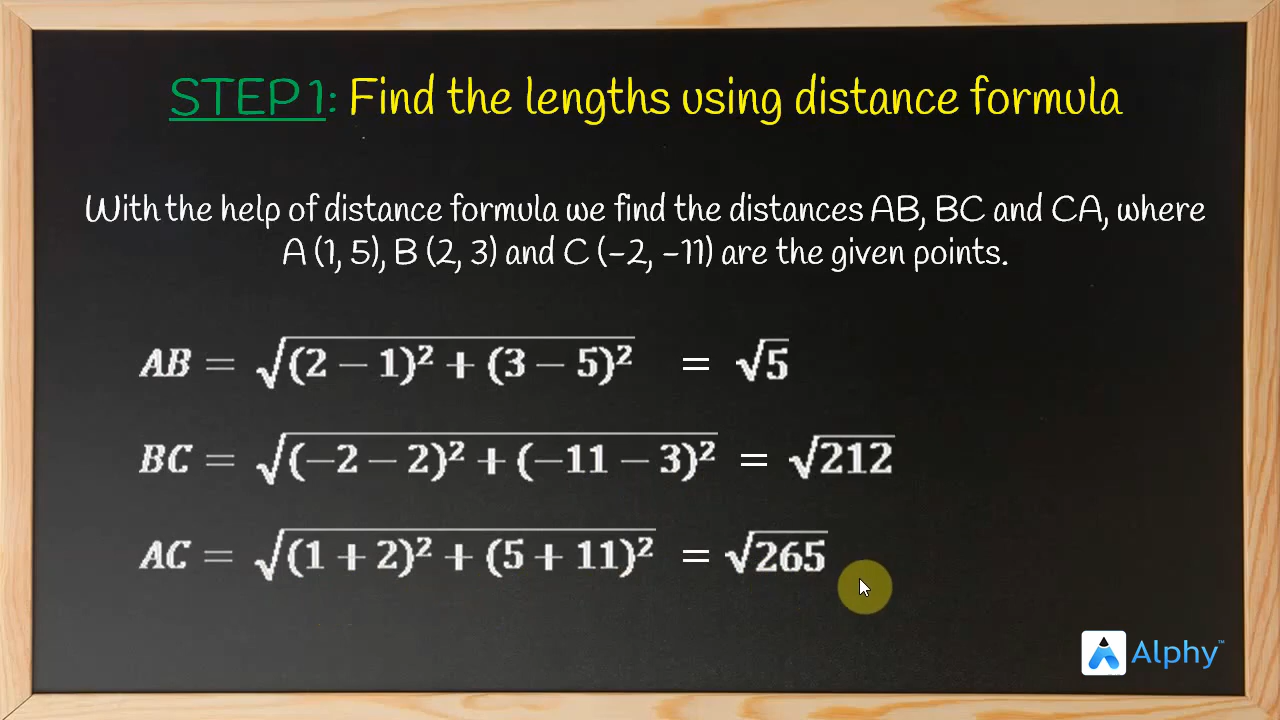 STEP 1: Find the lengths using distance formula
With the help of distance formula we find the distances AB, BC and CA, where
A (1, 5), B (2, 3) and C (-2, -11) are the given points.
AB = √(2 − 1)² + (3 − 5)² = √5
BC = √(−2 − 2)² + (−11 − 3)² = √212
AC = √(1 + 2)² + (5 + 11)² = √265
Alphy™